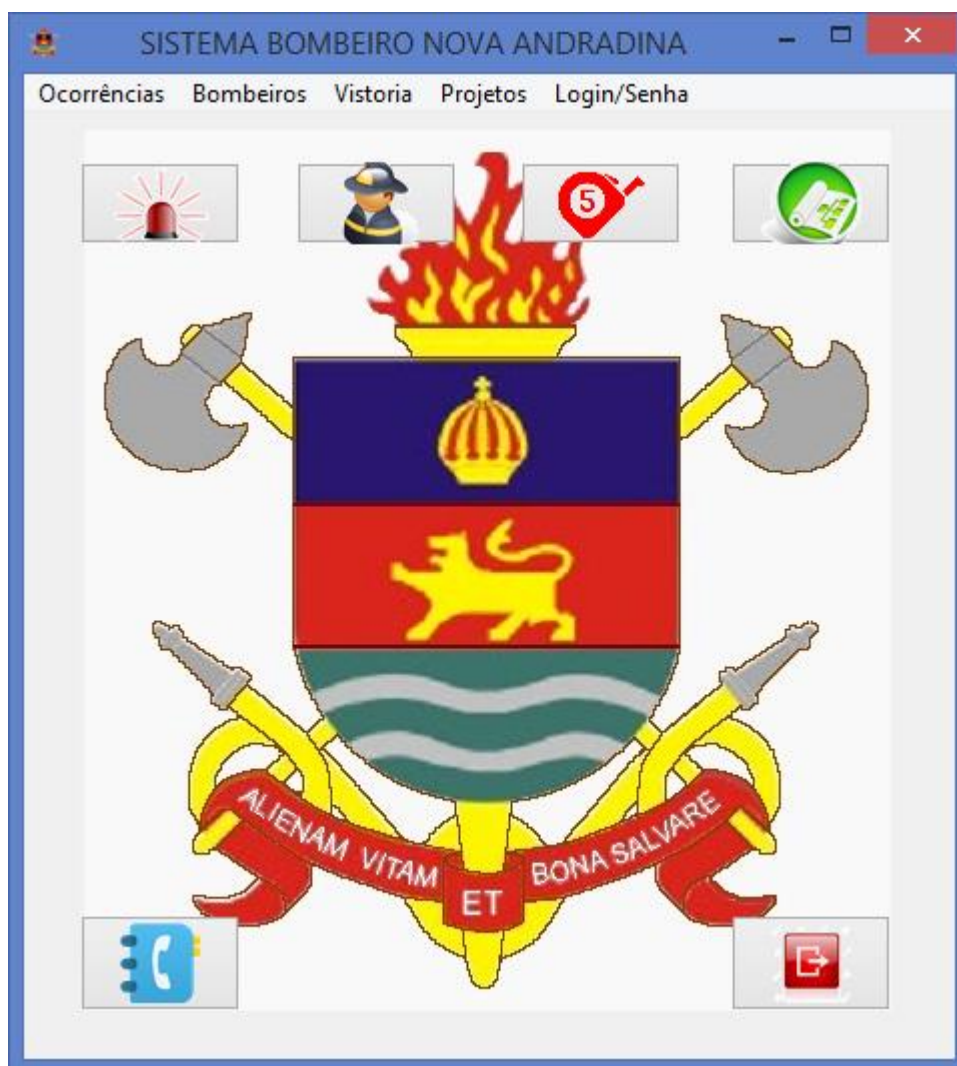 SISTEMA BOMBEIRO NOVA ANDRADINA
Ocorrências Bombeiros Vistoria Projetos Login/Senha
5
ALIENAM VITAM ET BONA SALVARE